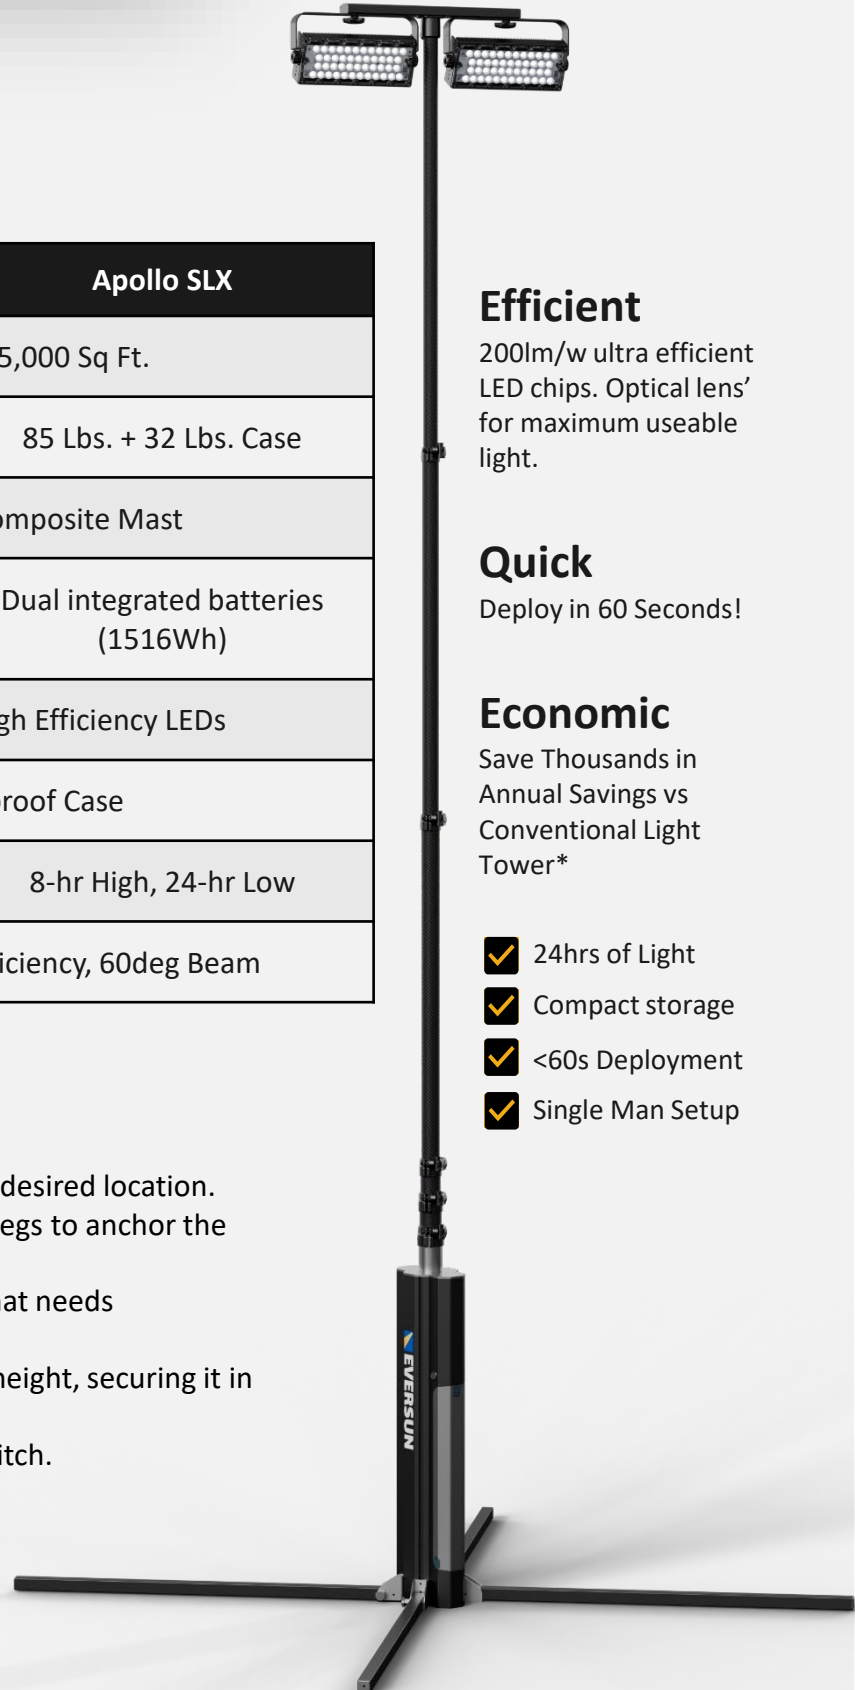 Apollo SLX
5,000 Sq Ft.
85 Lbs. + 32 Lbs. Case
omposite Mast
Dual integrated batteries
(1516Wh)
gh Efficiency LEDs
roof Case
8-hr High, 24-hr Low
iciency, 60deg Beam
Efficient
200lm/w ultra efficient
LED chips. Optical lens’
for maximum useable
light.
Quick
Deploy in 60 Seconds!
Economic
Save Thousands in
Annual Savings vs
Conventional Light
Tower*
24hrs of Light
Compact storage
<60s Deployment
Single Man Setup
desired location.
egs to anchor the
at needs
height, securing it in
itch.
EVERSUN